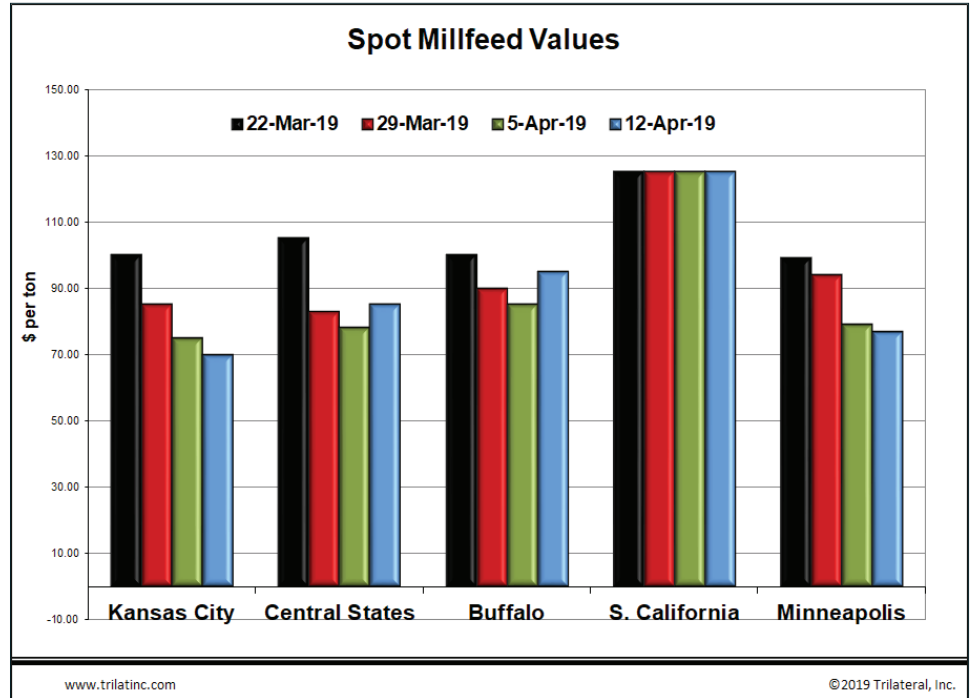 Spot Millfeed Values
150.00
22-Mar-19 29-Mar-19 5-Apr-19 12-Apr-19
130.00
110.00
90.00
$ per ton
70.00
50.00
30.00
10.00
Kansas City Central States Buffalo S. California Minneapolis
-10.00
www.trilatinc.com ©2019 Trilateral, Inc.